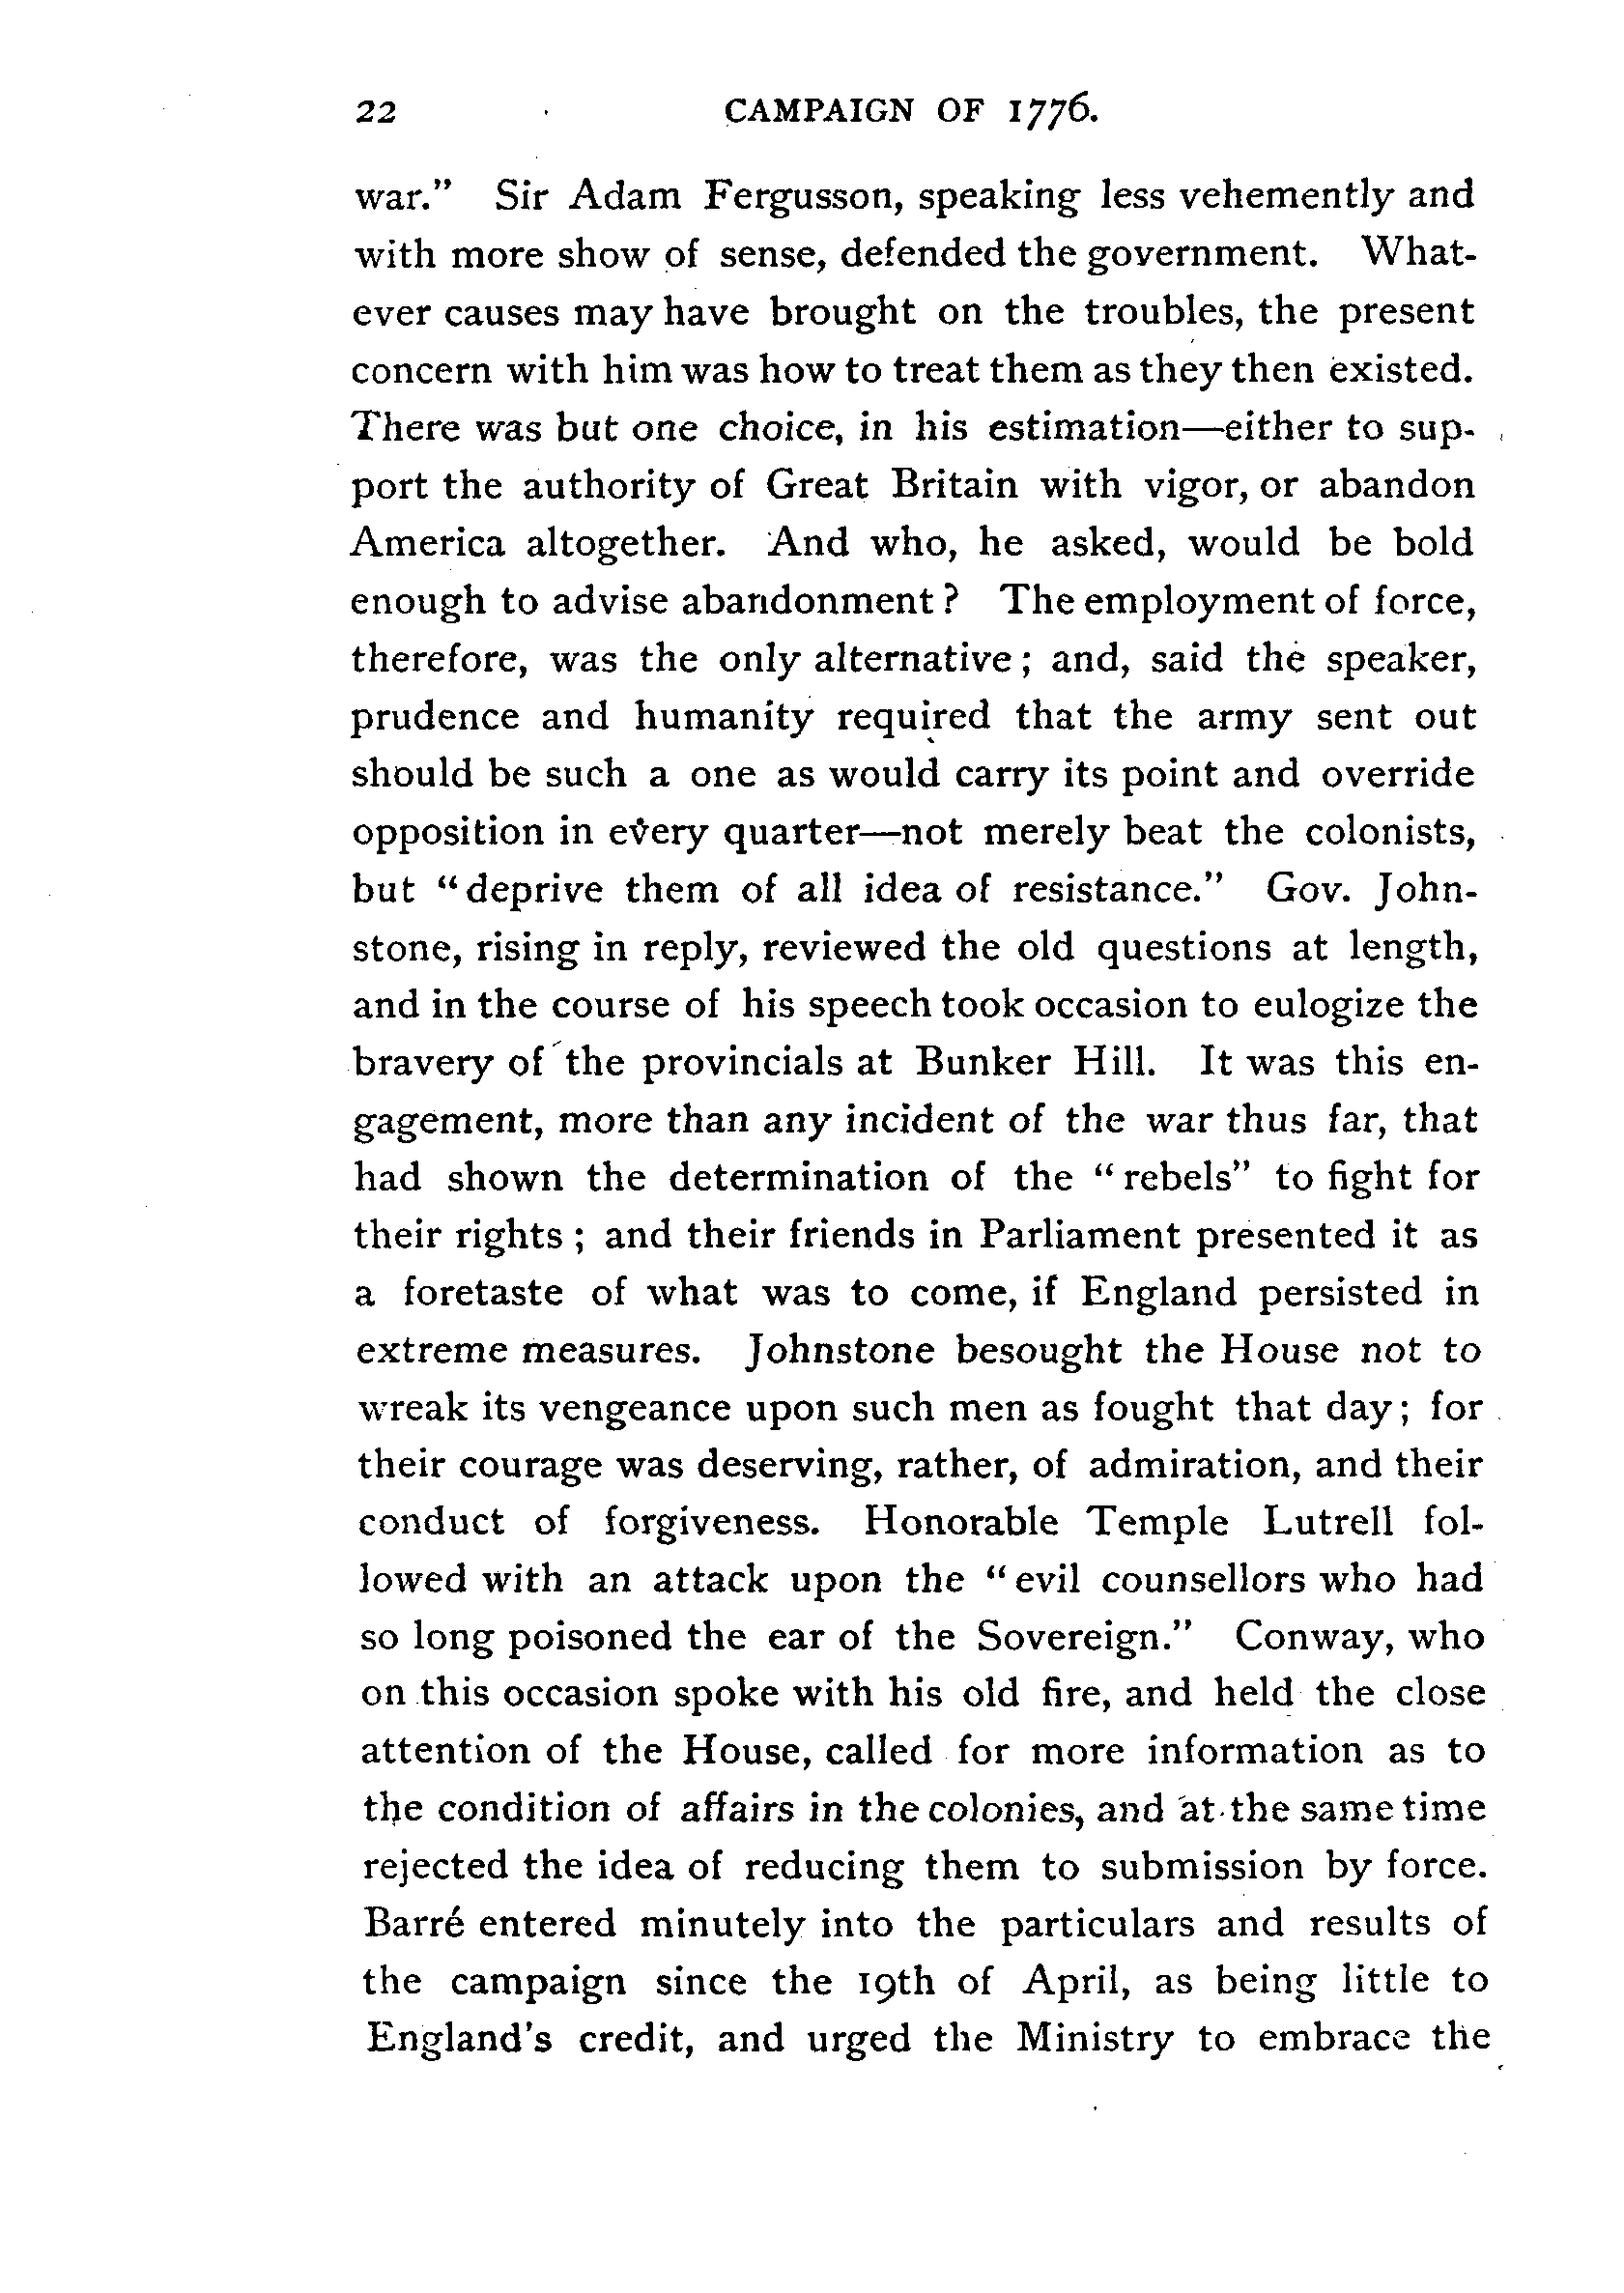 22 CAMPAIGN OF 1776.
war." Sir Adam Fergusson, speaking less vehemently and
with more show of sense, defended the government. What-
ever causes may have brought on the troubles, the present
concern with him was how to treat them as they then existed.
There was but one choice, in his estimation—either to sup-
port the authority of Great Britain with vigor, or abandon
America altogether. And who, he asked, would be bold
enough to advise abandonment? The employment of force,
therefore, was the only alternative; and, said the speaker,
prudence and humanity required that the army sent out
should be such a one as would carry its point and override
opposition in every quarter—not merely beat the colonists,
but "deprive them of all idea of resistance." Gov. John-
stone, rising in reply, reviewed the old questions at length,
and in the course of his speech took occasion to eulogize the
bravery of the provincials at Bunker Hill. It was this en-
gagement, more than any incident of the war thus far, that
had shown the determination of the "rebels" to fight for
their rights; and their friends in Parliament presented it as
a foretaste of what was to come, if England persisted in
extreme measures. Johnstone besought the House not to
wreak its vengeance upon such men as fought that day; for
their courage was deserving, rather, of admiration, and their
conduct of forgiveness. Honorable Temple Lutrell fol-
lowed with an attack upon the "evil counsellors who had
so long poisoned the ear of the Sovereign." Conway, who
on this occasion spoke with his old fire, and held the close
attention of the House, called for more information as to
the condition of affairs in the colonies, and at the same time
rejected the idea of reducing them to submission by force.
Barré entered minutely into the particulars and results of
the campaign since the 19th of April, as being little to
England's credit, and urged the Ministry to embrace the